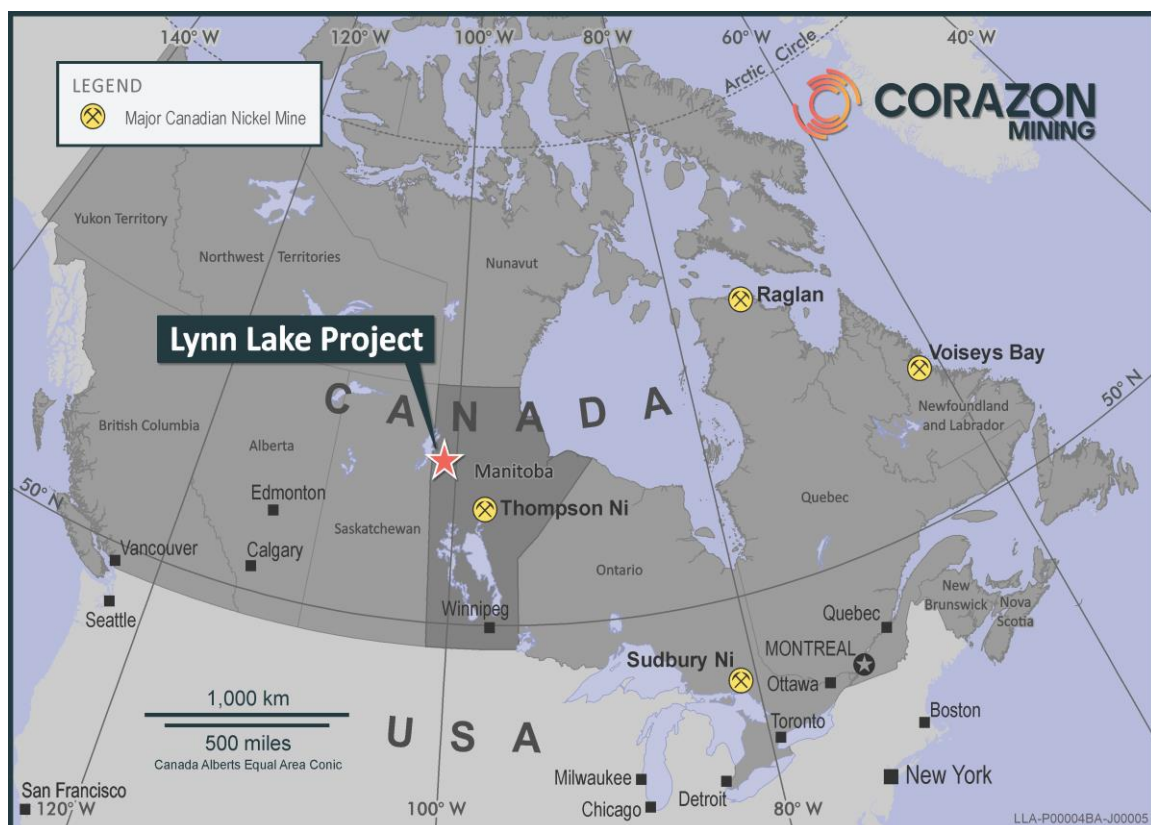 140° W
120° W
100° W
80° W
60° W
40° W
Arctic Circle
LEGEND
Major Canadian Nickel Mine
CORAZON
MINING
Yukon Territory
Northwest Territories
Nunavut
Raglan
Lynn Lake Project
Voiseys Bay
50° N
CANADA
Newfoundland
and Labrador
British Columbia
Alberta
Manitoba
Edmonton
Thompson Ni
Quebec
50° N
Saskatchewan
Vancouver
Calgary
Ontario
Seattle
Winnipeg
Quebec
New
Brunswick
Nova
Scotia
MONTREAL
Sudbury Ni
Ottawa
1,000 km
500 miles
Canada Alberts Equal Area Conic
USA
Toronto
Boston
Milwaukee
Detroit
New York
San Francisco
Chicago
120° W
100° W
80° W
LLA-P00004BA-J00005